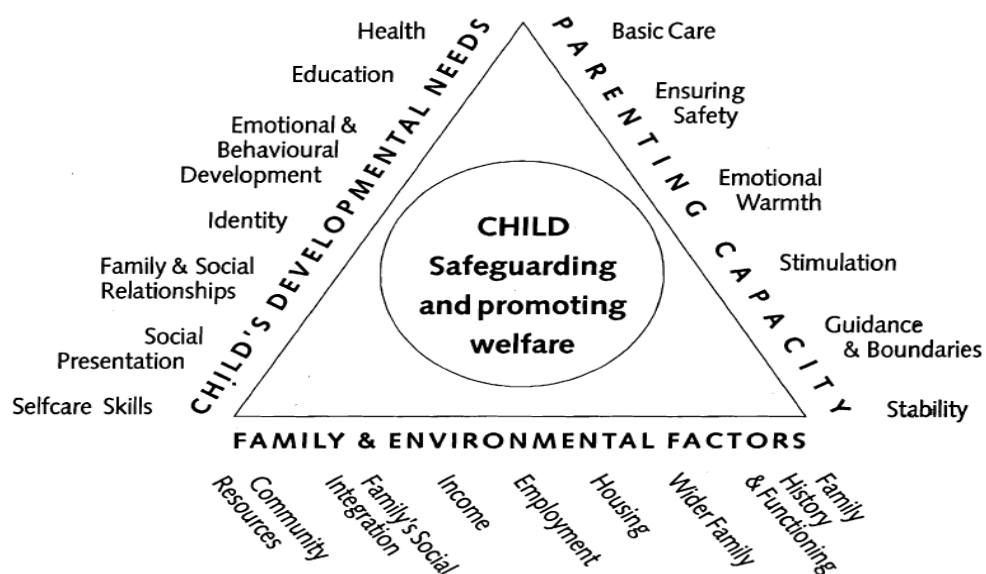 Health
Education
Emotional &
Behavioural
Development
Identity
Family & Social
Relationships
Social
Presentation
Selfcare Skills
CHILD'S DEVELOPMENTAL NEEDS
PARENTING CAPACITY
Basic Care
Ensuring
Safety
Emotional
Warmth
Stimulation
Guidance
& Boundaries
Stability
CHILD
Safeguarding
and promoting
welfare
FAMILY & ENVIRONMENTAL FACTORS
Community
Resources
Family's Social
Integration
Income
Employment
Housing
Wider Family
Family
History
& Functioning